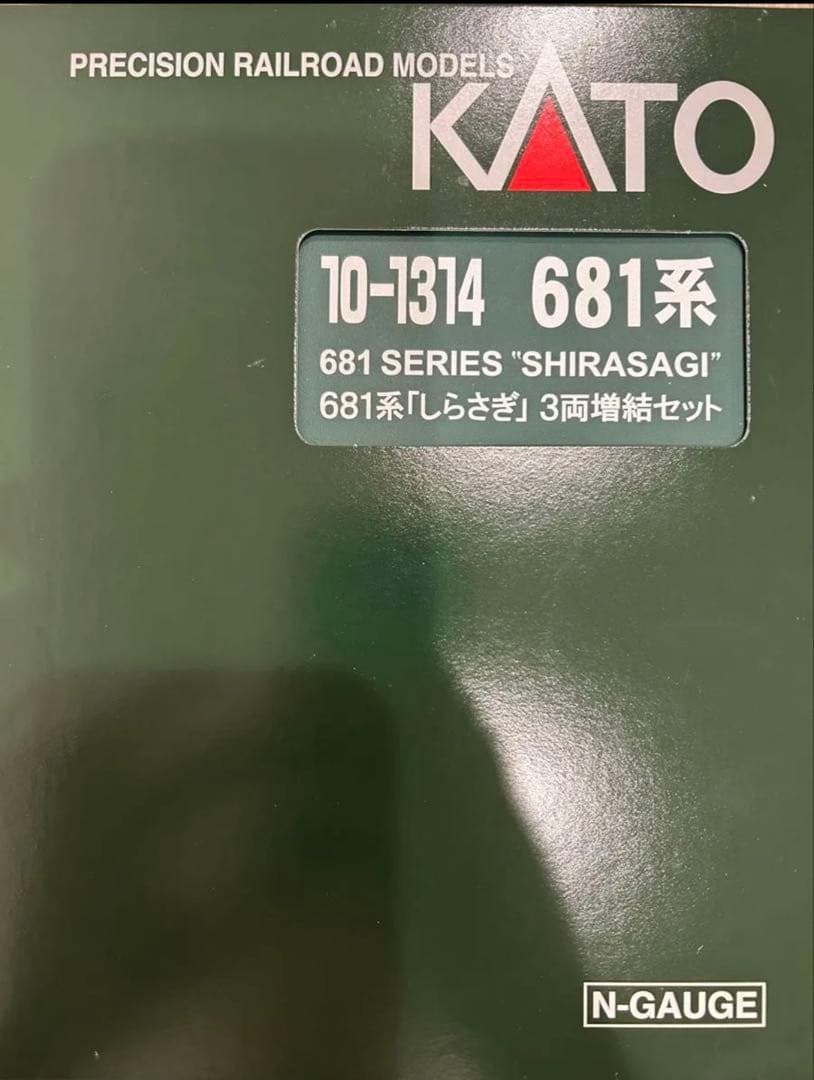 PRECISION RAILROAD MODELS
KATO
10-1314 681系
681 SERIES "SHIRASAGI"
681系「しらさぎ」3両増結セット
N-GAUGE